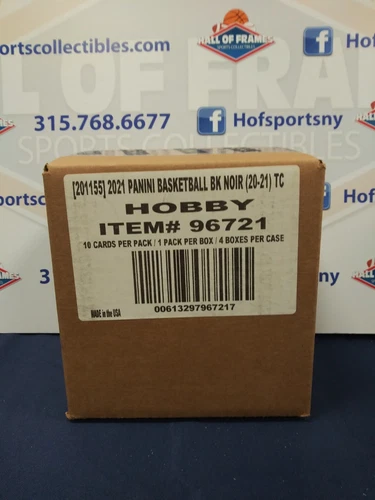 HALL OF FRAMES
SPORTS COLLECTIBLES
fsportscollectibles.com
Hofsports
315.768.6677
Hofsportsny
[201155] 2021 PANINI BASKETBALL BK NOIR (20-21) TC
HOBBY
ITEM# 96721
10 CARDS PER PACK / 1 PACK PER BOX / 4 BOXES PER CASE
MADE in the USA
00613297967217